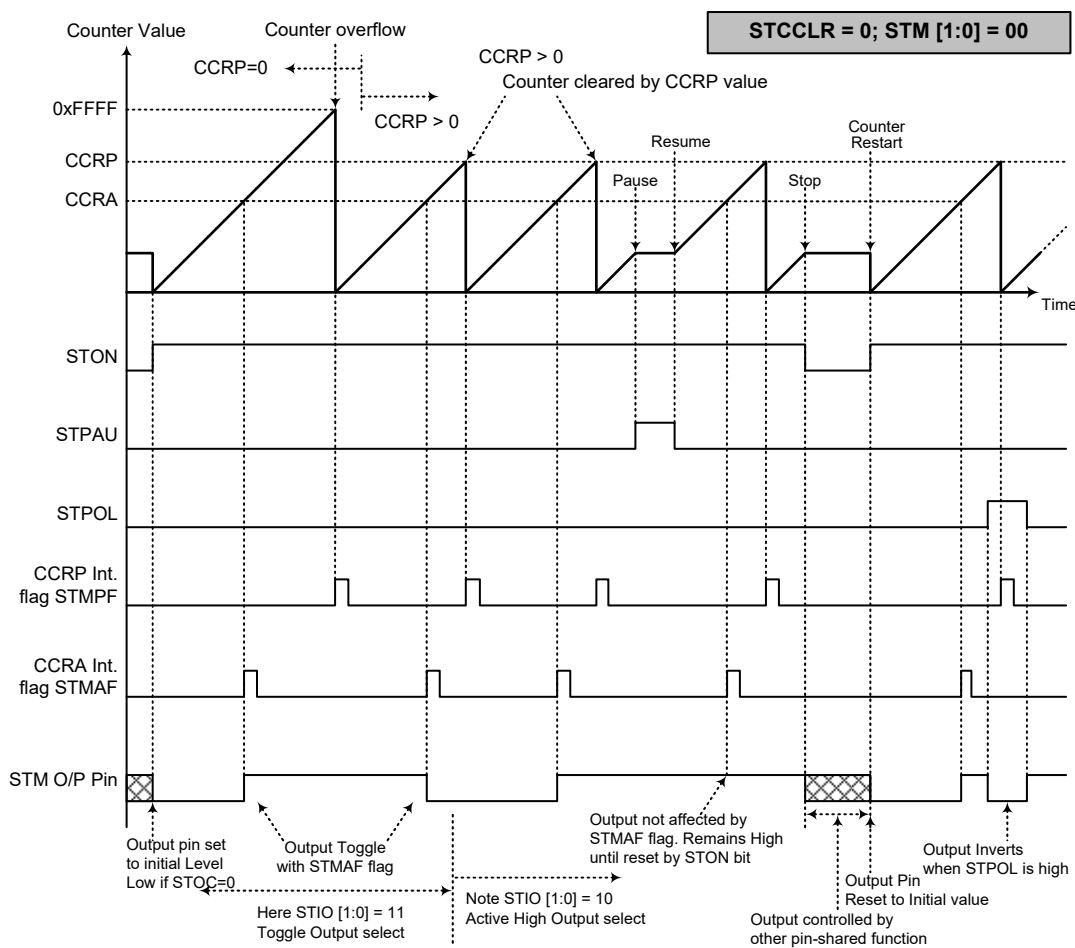 STCCLR = 0; STM [1:0] = 00
Counter Value
Counter overflow
CCRP=0
CCRP > 0
CCRP > 0
Counter cleared by CCRP value
0xFFFF
CCRP
CCRA
Pause
Resume
Stop
Counter
Restart
Time
STON
STPAU
STPOL
CCRP Int.
flag STMPF
CCRA Int.
flag STMAF
STM O/P Pin
Output pin set
to initial Level
Low if STOC=0
Output Toggle
with STMAF flag
Here STIO [1:0] = 11
Toggle Output select
Note STIO [1:0] = 10
Active High Output select
Output not affected by
STMAF flag. Remains High
until reset by STON bit
Output controlled by
other pin-shared function
Output Pin
Reset to Initial value
Output Inverts
when STPOL is high